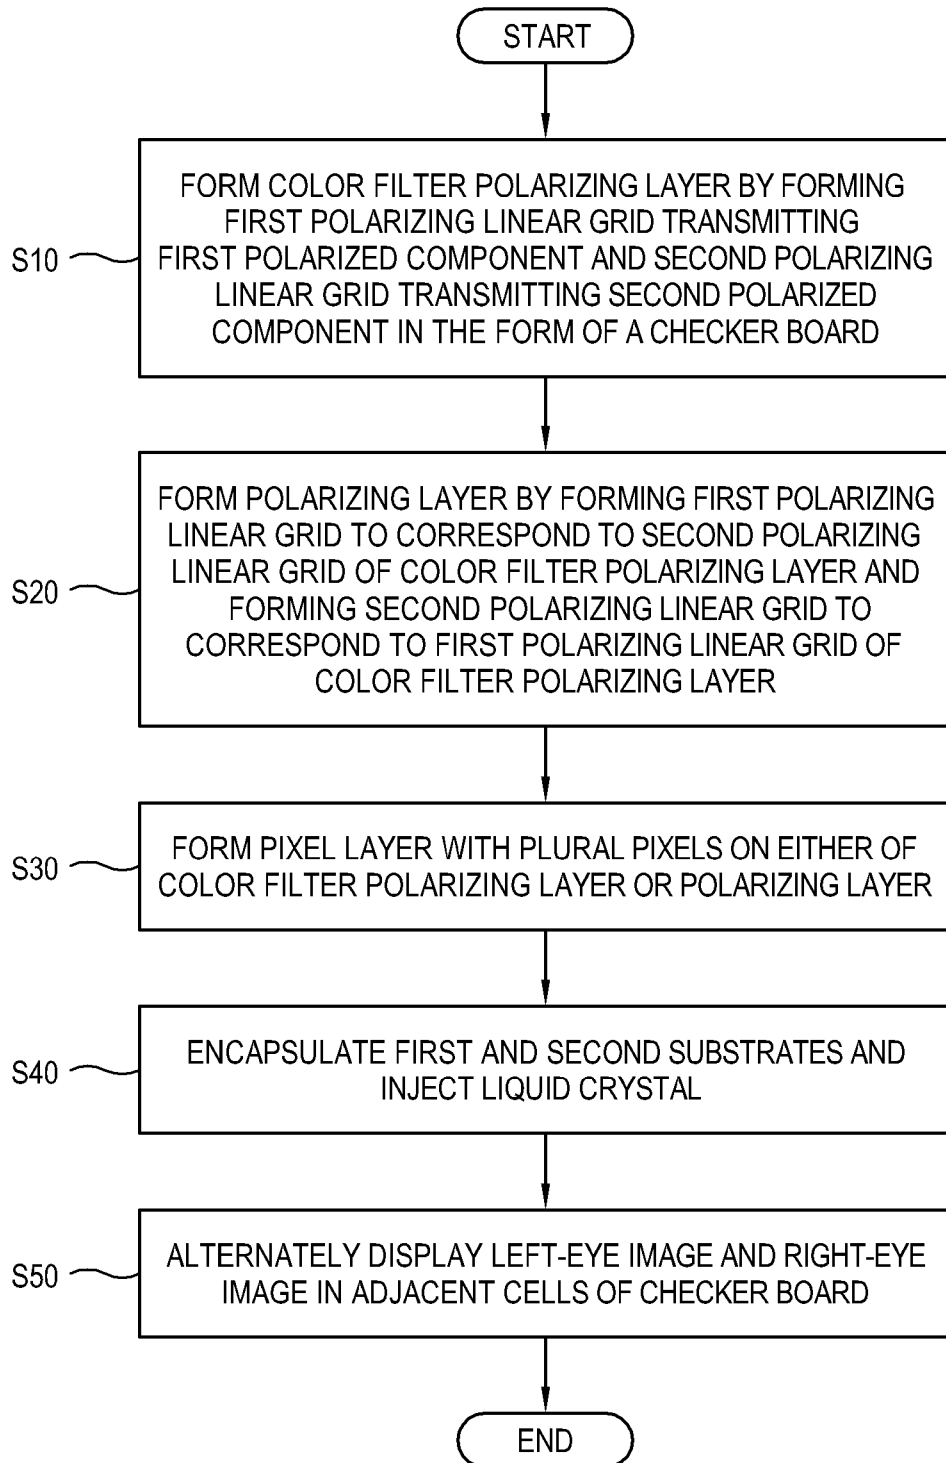 START
S10
FORM COLOR FILTER POLARIZING LAYER BY FORMING
FIRST POLARIZING LINEAR GRID TRANSMITTING
FIRST POLARIZED COMPONENT AND SECOND POLARIZING
LINEAR GRID TRANSMITTING SECOND POLARIZED
COMPONENT IN THE FORM OF A CHECKER BOARD
S20
FORM POLARIZING LAYER BY FORMING FIRST POLARIZING
LINEAR GRID TO CORRESPOND TO SECOND POLARIZING
LINEAR GRID OF COLOR FILTER POLARIZING LAYER AND
FORMING SECOND POLARIZING LINEAR GRID TO
CORRESPOND TO FIRST POLARIZING LINEAR GRID OF
COLOR FILTER POLARIZING LAYER
S30
FORM PIXEL LAYER WITH PLURAL PIXELS ON EITHER OF
COLOR FILTER POLARIZING LAYER OR POLARIZING LAYER
S40
ENCAPSULATE FIRST AND SECOND SUBSTRATES AND
INJECT LIQUID CRYSTAL
S50
ALTERNATELY DISPLAY LEFT-EYE IMAGE AND RIGHT-EYE
IMAGE IN ADJACENT CELLS OF CHECKER BOARD
END